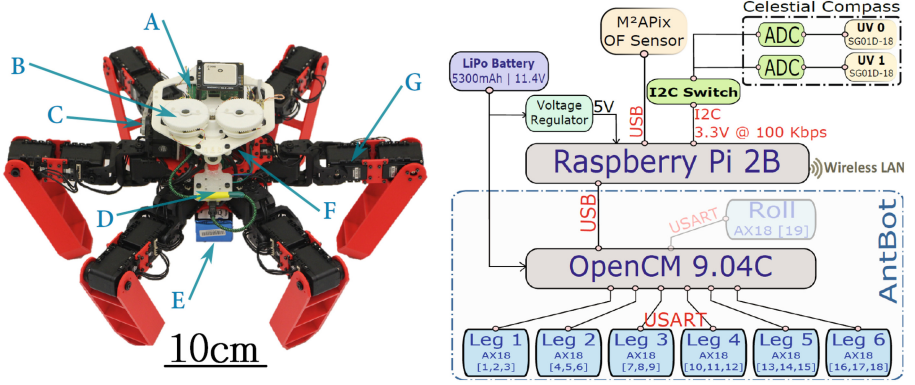 A
B
C
D
E
F
G
10cm
Celestial Compass
M²APix
OF Sensor
ADC
UV 0
SG01D-18
ADC
UV 1
SG01D-18
LiPo Battery
5300mAh | 11.4V
Voltage
Regulator
5V
USB
I2C Switch
I2C
3.3V @ 100 Kbps
Raspberry Pi 2B
Wireless LAN
USB
USART
Roll
AX18 [19]
AntBot
OpenCM 9.04C
USART
Leg 1
AX18
[1,2,3]
Leg 2
AX18
[4,5,6]
Leg 3
AX18
[7,8,9]
Leg 4
AX18
[10,11,12]
Leg 5
AX18
[13,14,15]
Leg 6
AX18
[16,17,18]